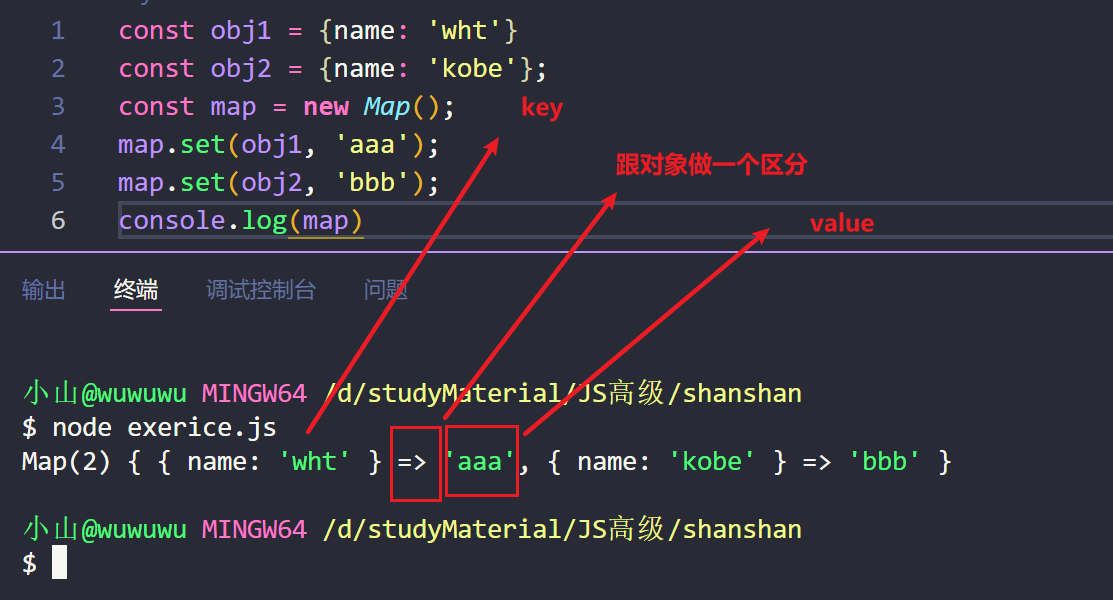 1 const obj1 = {name: 'wht'}
2 const obj2 = {name: 'kobe'};
3 const map = new Map();
key
4 map.set(obj1, 'aaa');
跟对象做一个区分
5 map.set(obj2, 'bbb');
6 console.log(map)
value
输出 终端 调试控制台 问题
小山@wuwuwu MINGW64 /d/studyMaterial/JS高级/shanshan
$ node exerice.js
Map(2) { { name: 'wht' } => 'aaa', { name: 'kobe' } => 'bbb' }
小山@wuwuwu MINGW64 /d/studyMaterial/JS高级/shanshan
$